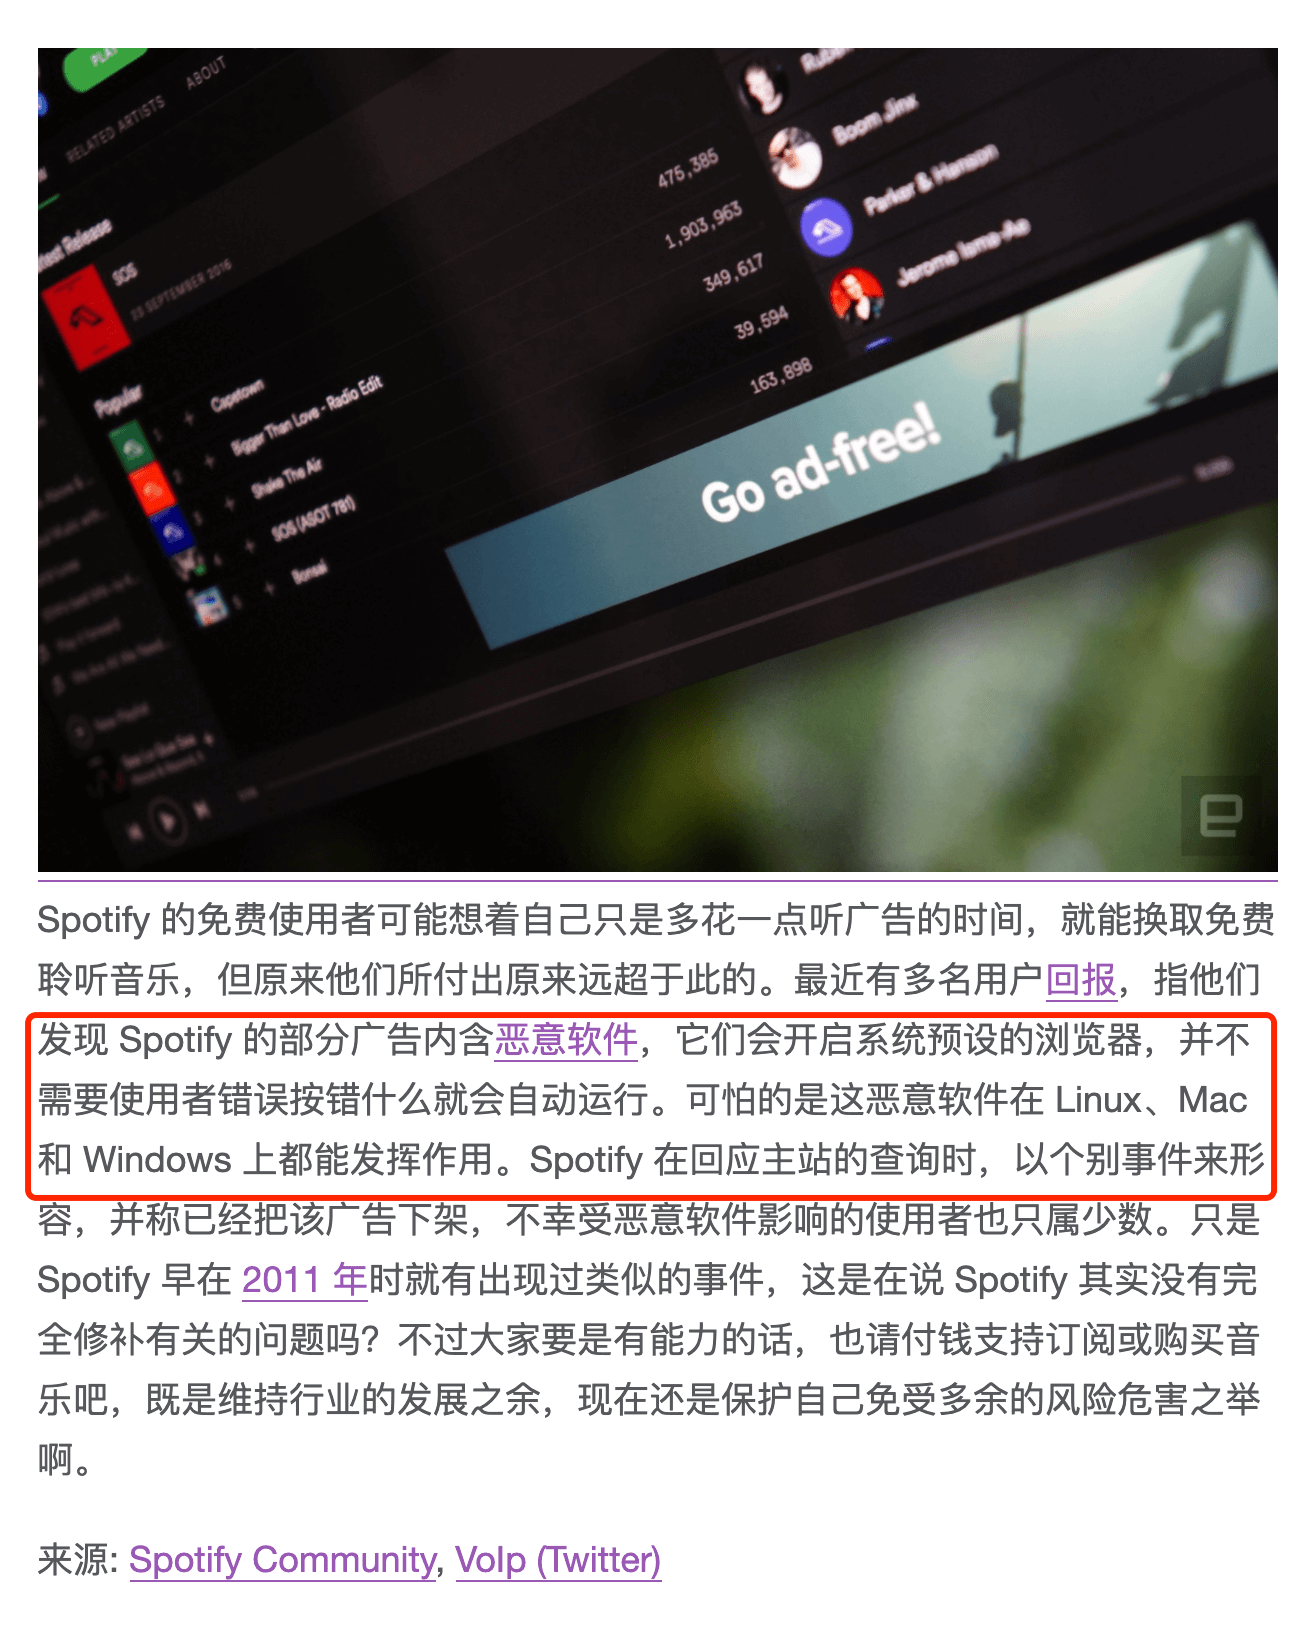 PLAY
RELATED ARTISTS
ABOUT
Latest Release
SOS
23 SEPTEMBER 2016
Popular
1 + Capetown 475,385
2 + Bigger Than Love - Radio Edit 1,903,963
3 + Shake The Air 349,617
4 + SOS (ASOT 781) 39,594
5 + Bonsai 163,898
Boom Jinx
Parker & Hanson
Jerome Isma-Ae
Go ad-free!
Spotify 的免费使用者可能想着自己只是多花一点听广告的时间，就能换取免费
聆听音乐，但原来他们所付出原来远超于此的。最近有多名用户回报，指他们
发现 Spotify 的部分广告内含恶意软件，它们会开启系统预设的浏览器，并不
需要使用者错误按错什么就会自动运行。可怕的是这恶意软件在 Linux、Mac
和 Windows 上都能发挥作用。Spotify 在回应主站的查询时，以个别事件来形
容，并称已经把该广告下架，不幸受恶意软件影响的使用者也只属少数。只是
Spotify 早在 2011 年时就有出现过类似的事件，这是在说 Spotify 其实没有完
全修补有关的问题吗？不过大家要是有能力的话，也请付钱支持订阅或购买音
乐吧，既是维持行业的发展之余，现在还是保护自己免受多余的风险危害之举
啊。
来源: Spotify Community, Volp (Twitter)